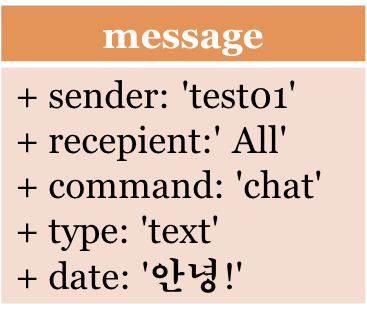 message
+ sender: 'test01'
+ recepient:' All'
+ command: 'chat'
+ type: 'text'
+ date: '안녕!'